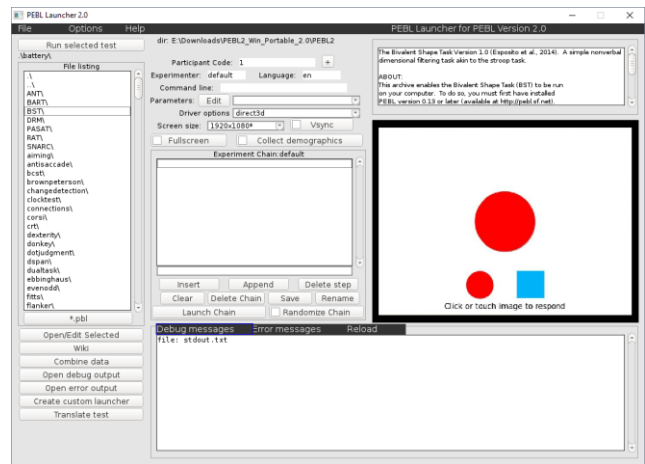 PEBL Launcher 2.0
File Options Help
PEBL Launcher for PEBL Version 2.0
Run selected test
.\battery\
File listing
.\
..\
ANT\
BART\
BST\
DRM\
PASAT\
RAT\
SNARC\
aiming\
antisaccade\
bcst\
brownpeterson\
changedetection\
clocktest\
connections\
corsi\
crt\
dexterity\
donkey\
dotjudgment\
dspan\
dualtask\
ebbinghaus\
evenodd\
fitts\
flanker\
*.pbl
Open/Edit Selected
Wiki
Combine data
Open debug output
Open error output
Create custom launcher
Translate test
dir: E:\Downloads\PEBL2_Win_Portable_2.0\PEBL2
Participant Code: 1 +
Experimenter: default Language: en
Command line:
Parameters: Edit
Driver options direct3d
Screen size: 1920x1080* Vsync
Fullscreen Collect demographics
Experiment Chain:default
Insert Append Delete step
Clear Delete Chain Save Rename
Launch Chain Randomize Chain
The Bivalent Shape Task Version 1.0 (Esposito et al., 2014). A simple nonverbal
dimensional filtering task akin to the stroop task.
ABOUT:
This archive enables the Bivalent Shape Task (BST) to be run
on your computer. To do so, you must first have installed
PEBL version 0.13 or later (available at http://pebl.sf.net).
Click or touch image to respond
Debug messages Error messages Reload
file: stdout.txt